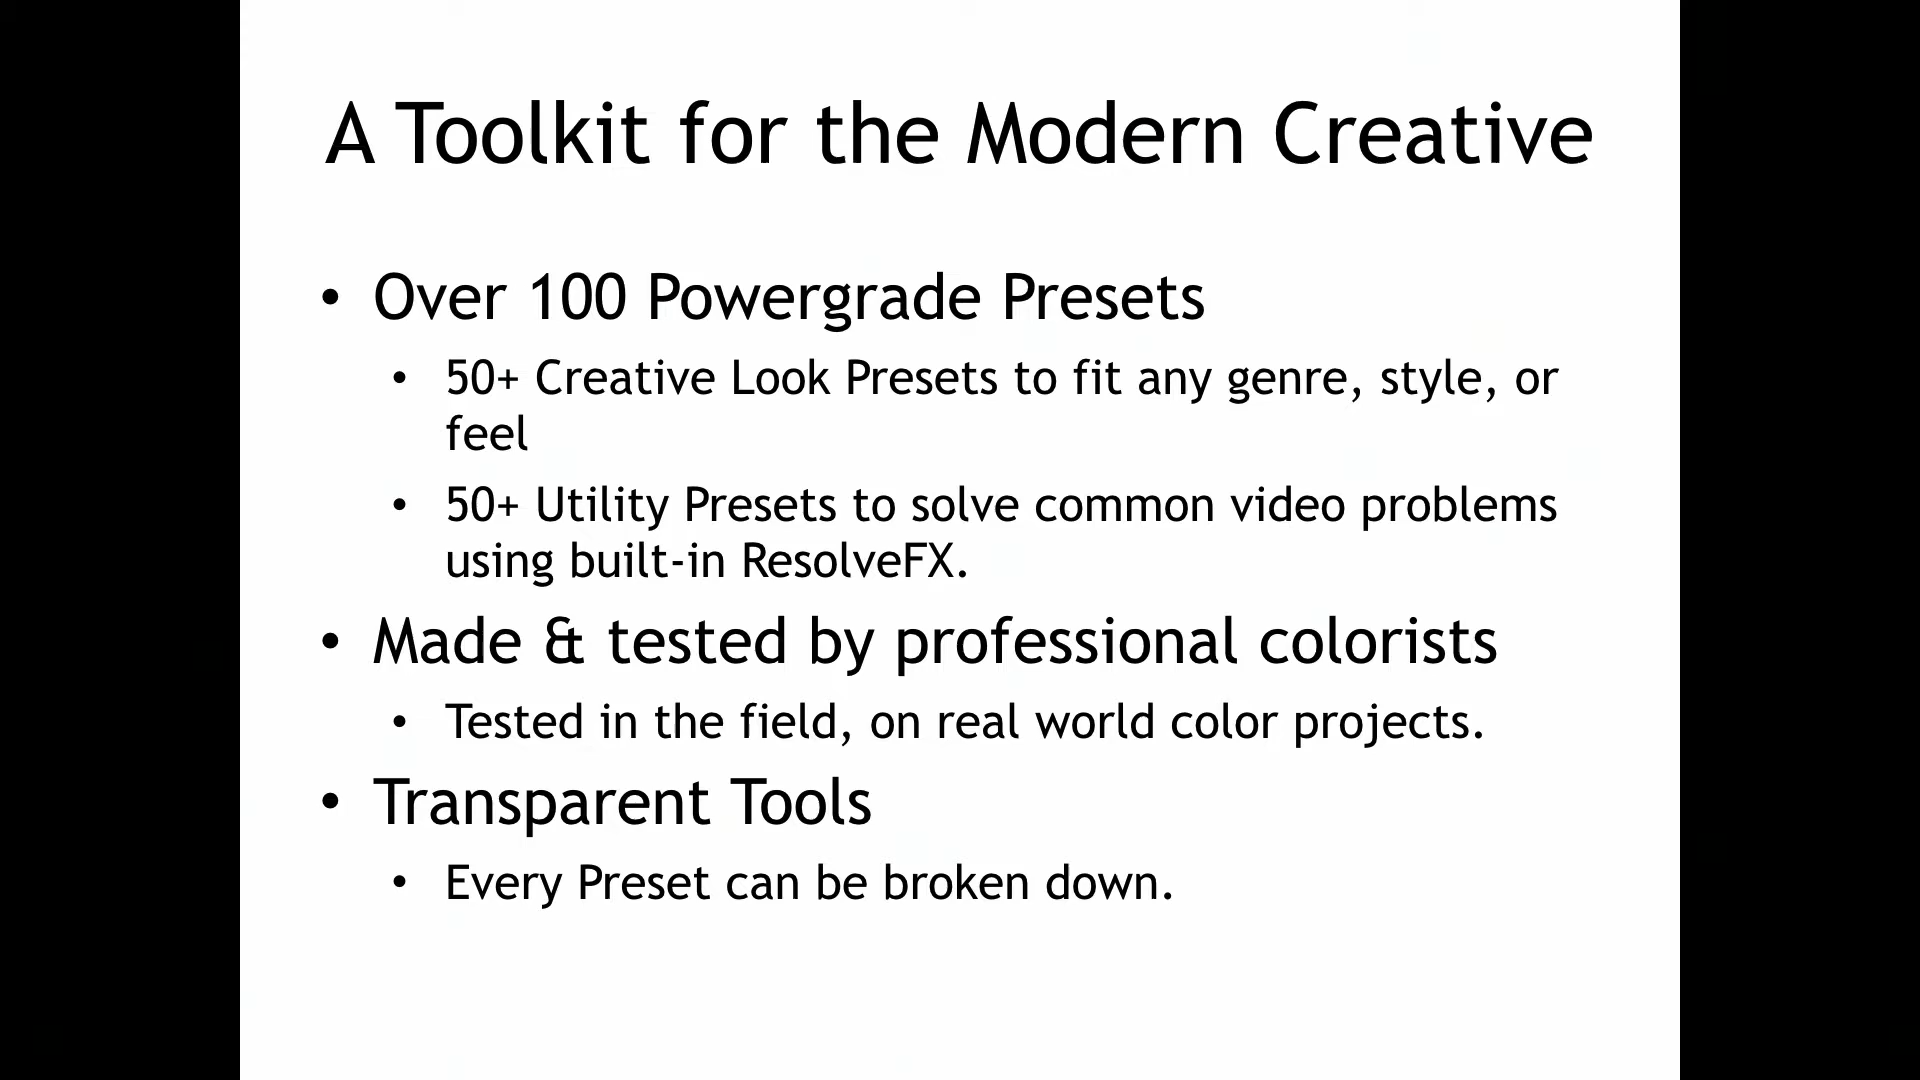 A Toolkit for the Modern Creative
• Over 100 Powergrade Presets
• 50+ Creative Look Presets to fit any genre, style, or
feel
• 50+ Utility Presets to solve common video problems
using built-in ResolveFX.
• Made & tested by professional colorists
• Tested in the field, on real world color projects.
• Transparent Tools
• Every Preset can be broken down.